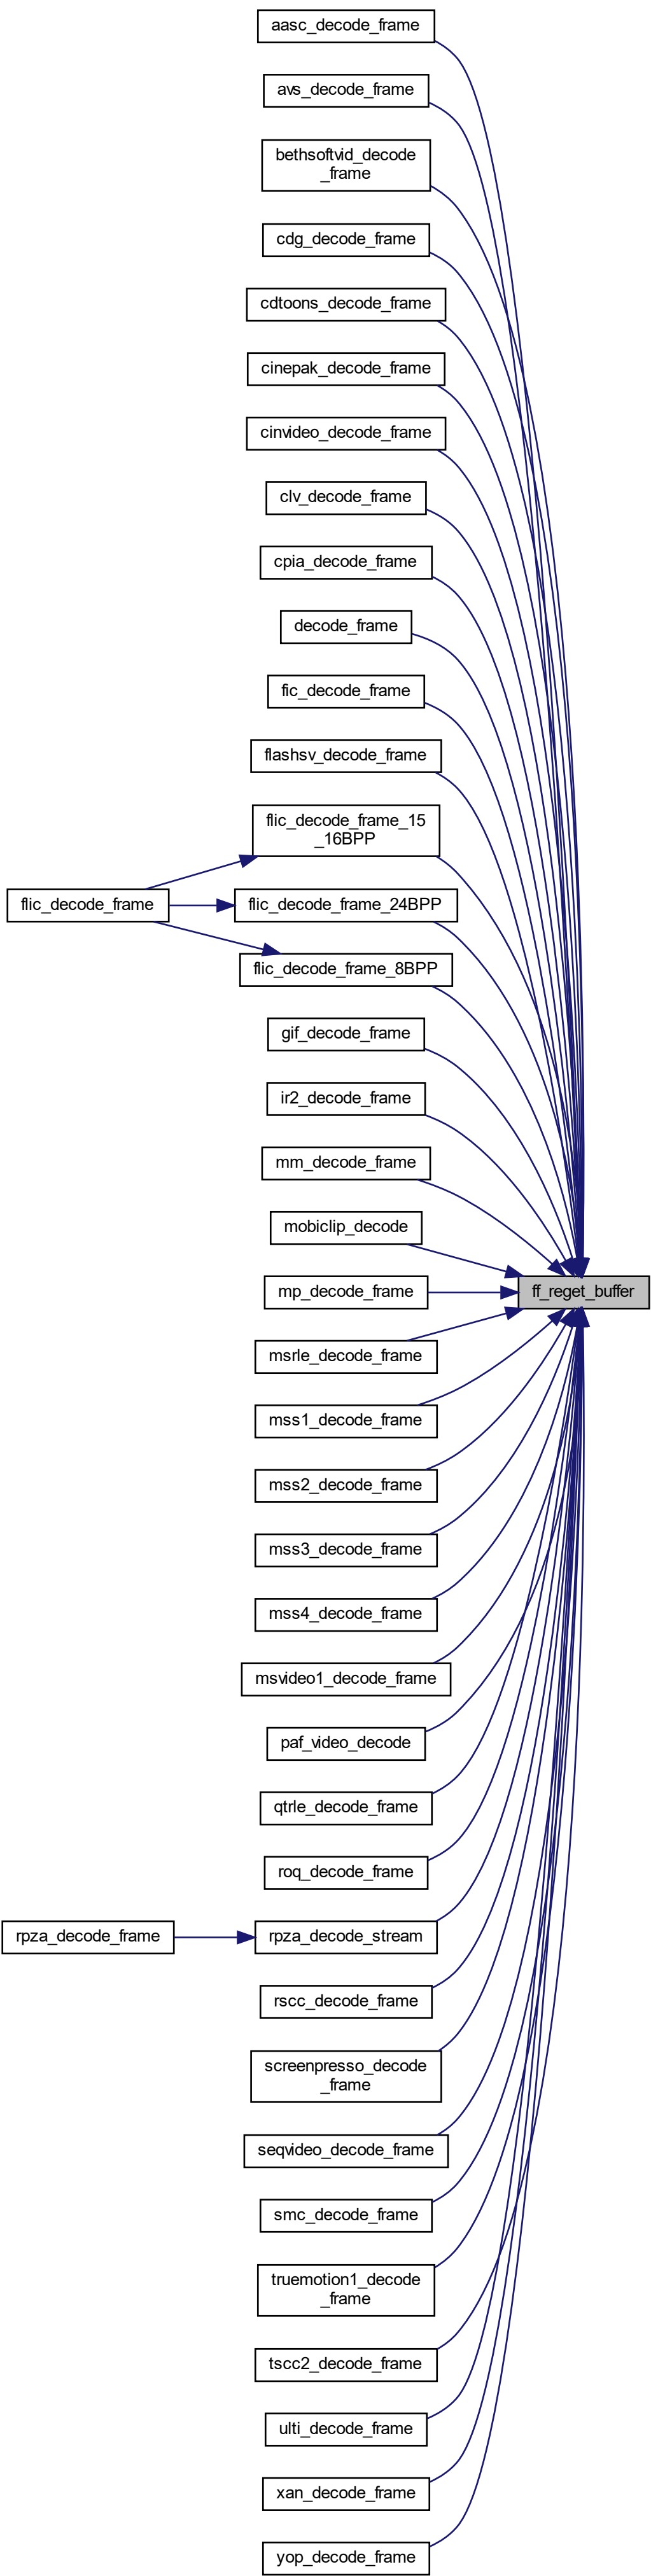 aasc_decode_frame
avs_decode_frame
bethsoftvid_decode
_frame
cdg_decode_frame
cdtoons_decode_frame
cinepak_decode_frame
cinvideo_decode_frame
clv_decode_frame
cpia_decode_frame
decode_frame
fic_decode_frame
flashsv_decode_frame
flic_decode_frame_15
_16BPP
flic_decode_frame
flic_decode_frame_24BPP
flic_decode_frame_8BPP
gif_decode_frame
ir2_decode_frame
mm_decode_frame
mobiclip_decode
mp_decode_frame
ff_reget_buffer
msrle_decode_frame
mss1_decode_frame
mss2_decode_frame
mss3_decode_frame
mss4_decode_frame
msvideo1_decode_frame
paf_video_decode
qtrle_decode_frame
roq_decode_frame
rpza_decode_frame
rpza_decode_stream
rscc_decode_frame
screenpresso_decode
_frame
seqvideo_decode_frame
smc_decode_frame
truemotion1_decode
_frame
tscc2_decode_frame
ulti_decode_frame
xan_decode_frame
yop_decode_frame